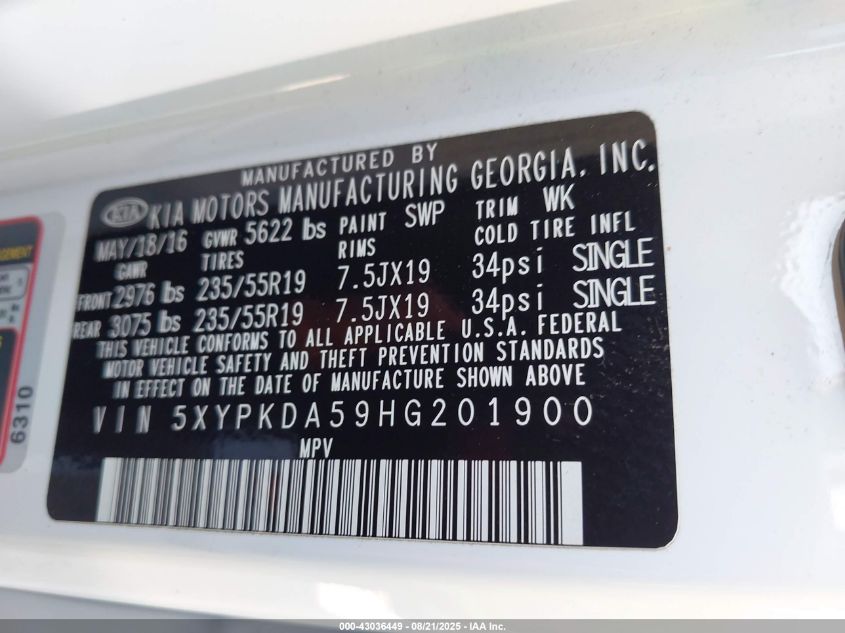 MANUFACTURED BY
KIA KIA MOTORS MANUFACTURING GEORGIA, INC.
MAY/18/16 GVWR 5622 lbs PAINT SWP TRIM WK
GAWR TIRES RIMS COLD TIRE INFL
FRONT 2976 lbs 235/55R19 7.5JX19 34psi SINGLE
REAR 3075 lbs 235/55R19 7.5JX19 34psi SINGLE
THIS VEHICLE CONFORMS TO ALL APPLICABLE U.S.A. FEDERAL
MOTOR VEHICLE SAFETY AND THEFT PREVENTION STANDARDS
IN EFFECT ON THE DATE OF MANUFACTURE SHOWN ABOVE
VIN 5XYPKDA59HG201900
MPV
6310
000-43036449 - 08/21/2025 - IAA Inc.